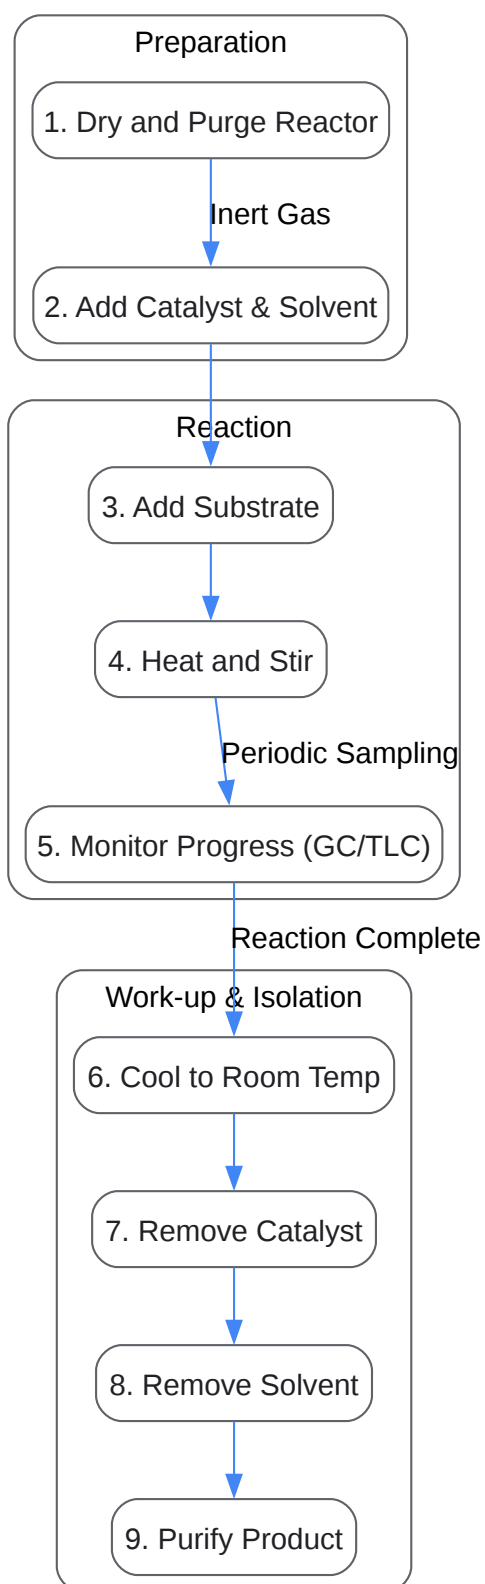 Preparation
1. Dry and Purge Reactor
Inert Gas
2. Add Catalyst & Solvent
Reaction
3. Add Substrate
4. Heat and Stir
Periodic Sampling
5. Monitor Progress (GC/TLC)
Reaction Complete
Work-up & Isolation
6. Cool to Room Temp
7. Remove Catalyst
8. Remove Solvent
9. Purify Product